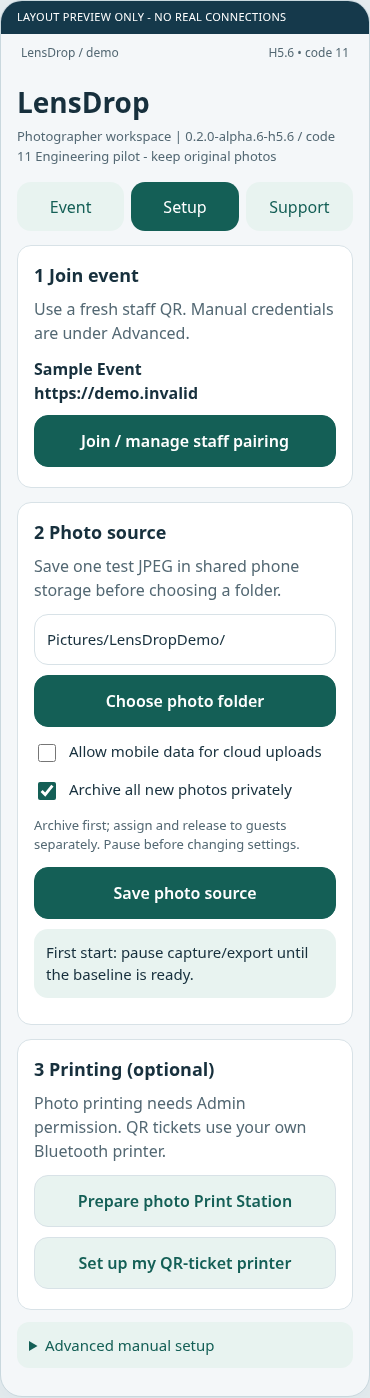 LAYOUT PREVIEW ONLY - NO REAL CONNECTIONS
LensDrop / demo
H5.6 • code 11
LensDrop
Photographer workspace | 0.2.0-alpha.6-h5.6 / code
11 Engineering pilot - keep original photos
Event
Setup
Support
1 Join event
Use a fresh staff QR. Manual credentials
are under Advanced.
Sample Event
https://demo.invalid
Join / manage staff pairing
2 Photo source
Save one test JPEG in shared phone
storage before choosing a folder.
Pictures/LensDropDemo/
Choose photo folder
Allow mobile data for cloud uploads
Archive all new photos privately
Archive first; assign and release to guests
separately. Pause before changing settings.
Save photo source
First start: pause capture/export until
the baseline is ready.
3 Printing (optional)
Photo printing needs Admin
permission. QR tickets use your own
Bluetooth printer.
Prepare photo Print Station
Set up my QR-ticket printer
Advanced manual setup